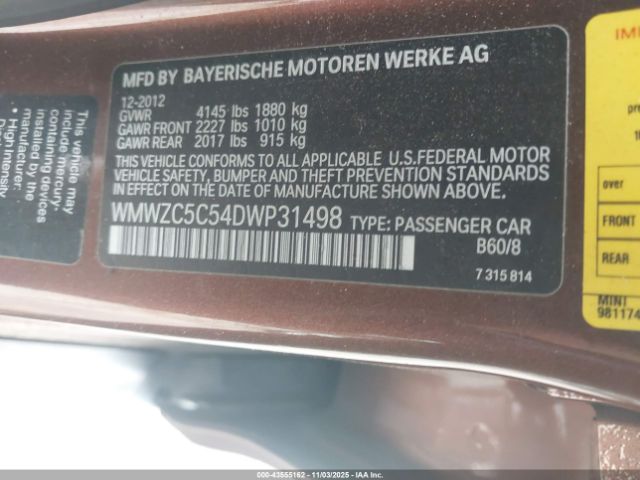 MFD BY BAYERISCHE MOTOREN WERKE AG
12-2012
GVWR 4145 lbs 1880 kg
GAWR FRONT 2227 lbs 1010 kg
GAWR REAR 2017 lbs 915 kg
THIS VEHICLE CONFORMS TO ALL APPLICABLE U.S.FEDERAL MOTOR
VEHICLE SAFETY, BUMPER AND THEFT PREVENTION STANDARDS
IN EFFECT ON THE DATE OF MANUFACTURE SHOWN ABOVE.
WMWZC5C54DWP31498 TYPE: PASSENGER CAR
B60/8
7 315 814
This vehicle may
include mercury-
installed devices
manufacturer:
• High Intensi
over
FRONT
REAR
MINI
981174
000-43555162 - 11/03/2025 - IAAI, Inc.